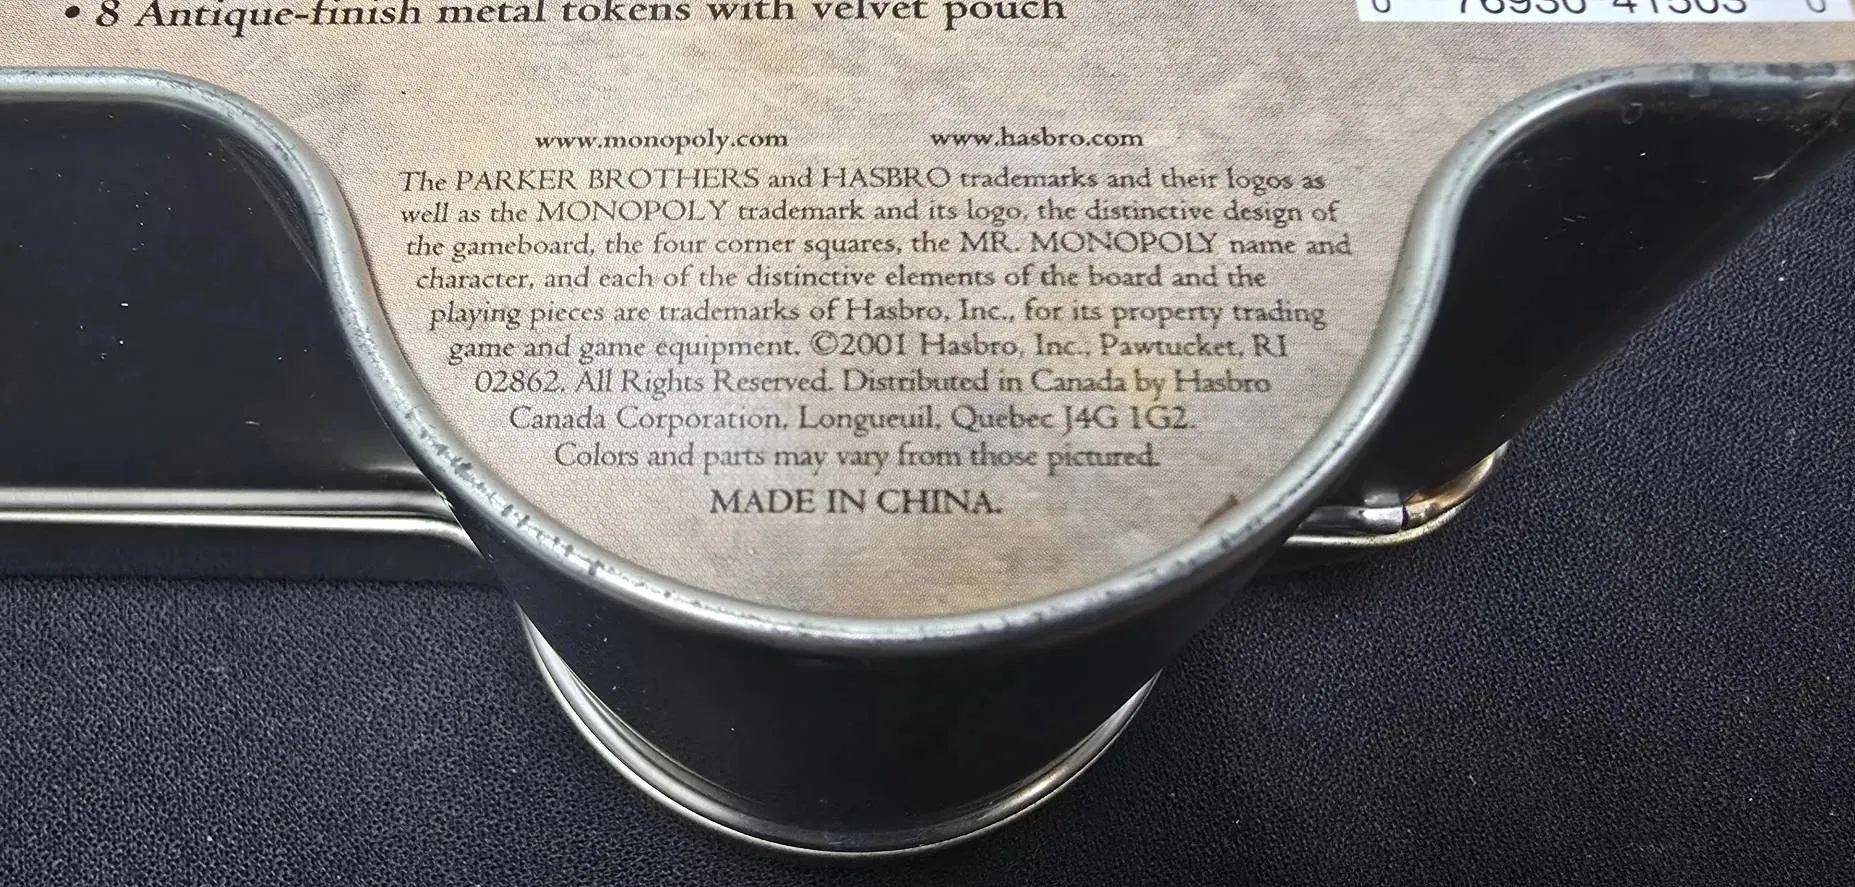 • 8 Antique-finish metal tokens with velvet pouch
0 76930 41503 0
www.monopoly.com www.hasbro.com
The PARKER BROTHERS and HASBRO trademarks and their logos as
well as the MONOPOLY trademark and its logo, the distinctive design of
the gameboard, the four corner squares, the MR. MONOPOLY name and
character, and each of the distinctive elements of the board and the
playing pieces are trademarks of Hasbro, Inc., for its property trading
game and game equipment. ©2001 Hasbro, Inc., Pawtucket, RI
02862. All Rights Reserved. Distributed in Canada by Hasbro
Canada Corporation, Longueuil, Quebec J4G 1G2.
Colors and parts may vary from those pictured.
MADE IN CHINA.